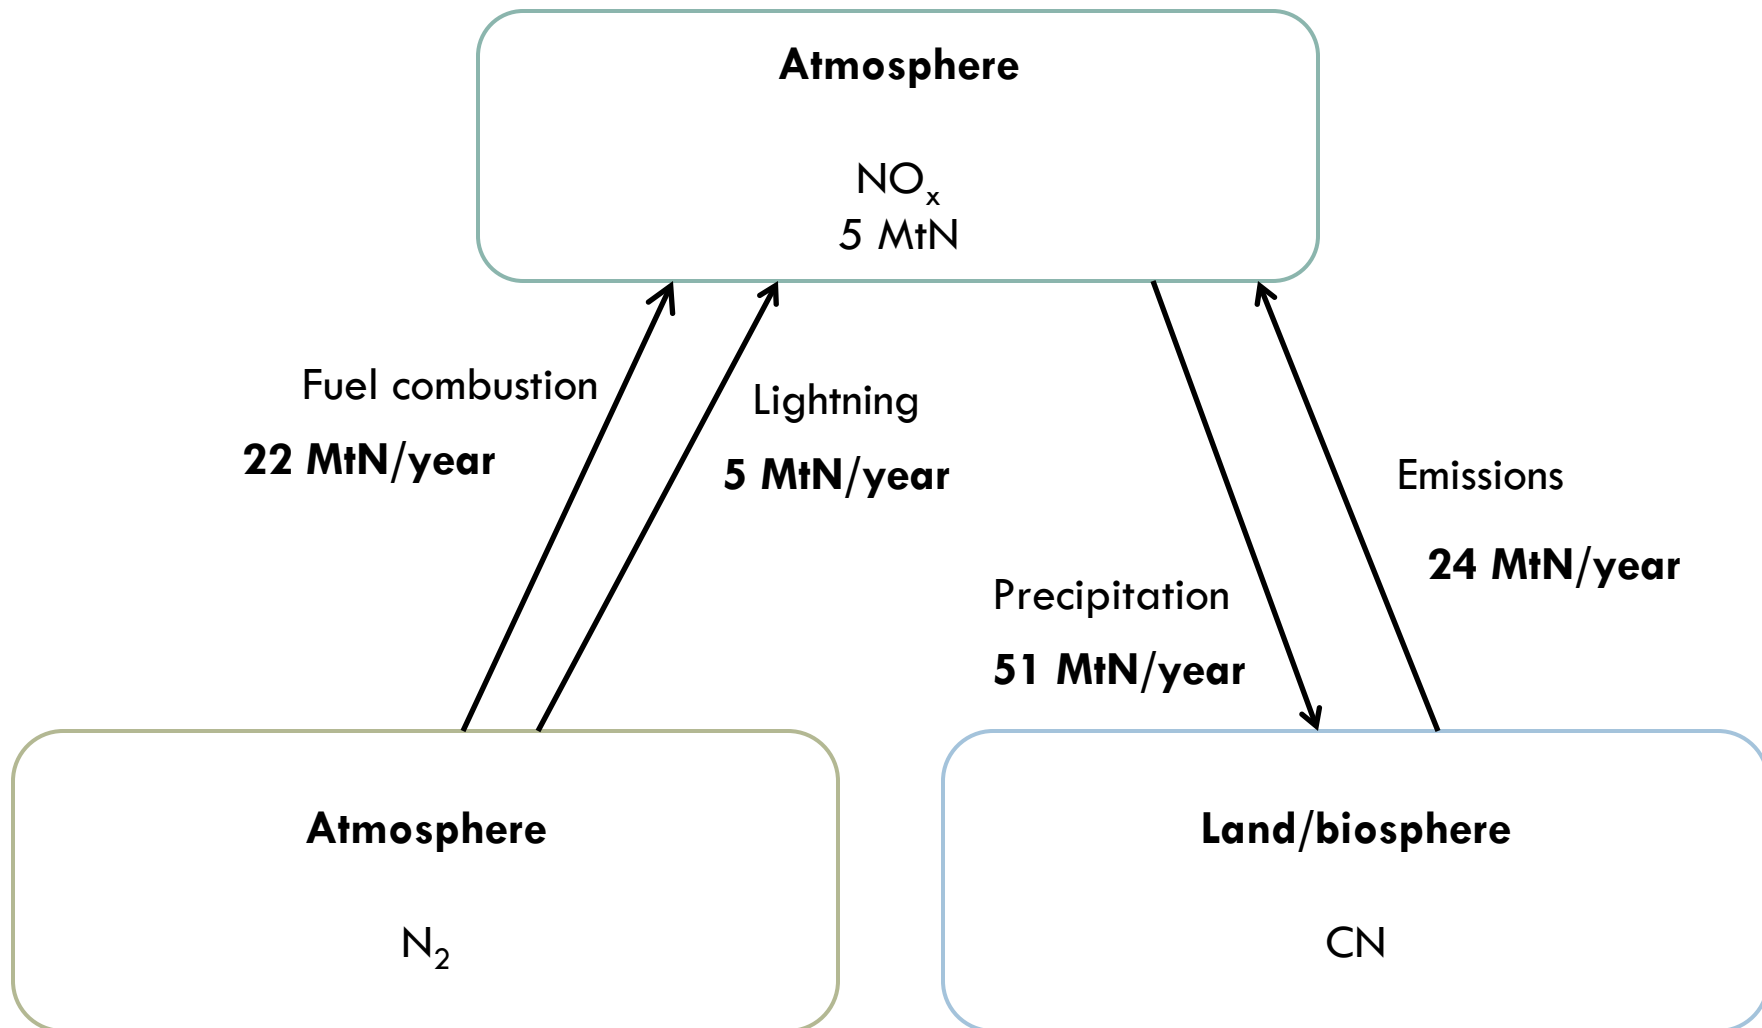 Atmosphere
NOₓ
5 MtN
Fuel combustion
22 MtN/year
Lightning
5 MtN/year
Emissions
24 MtN/year
Precipitation
51 MtN/year
Atmosphere
N₂
Land/biosphere
CN